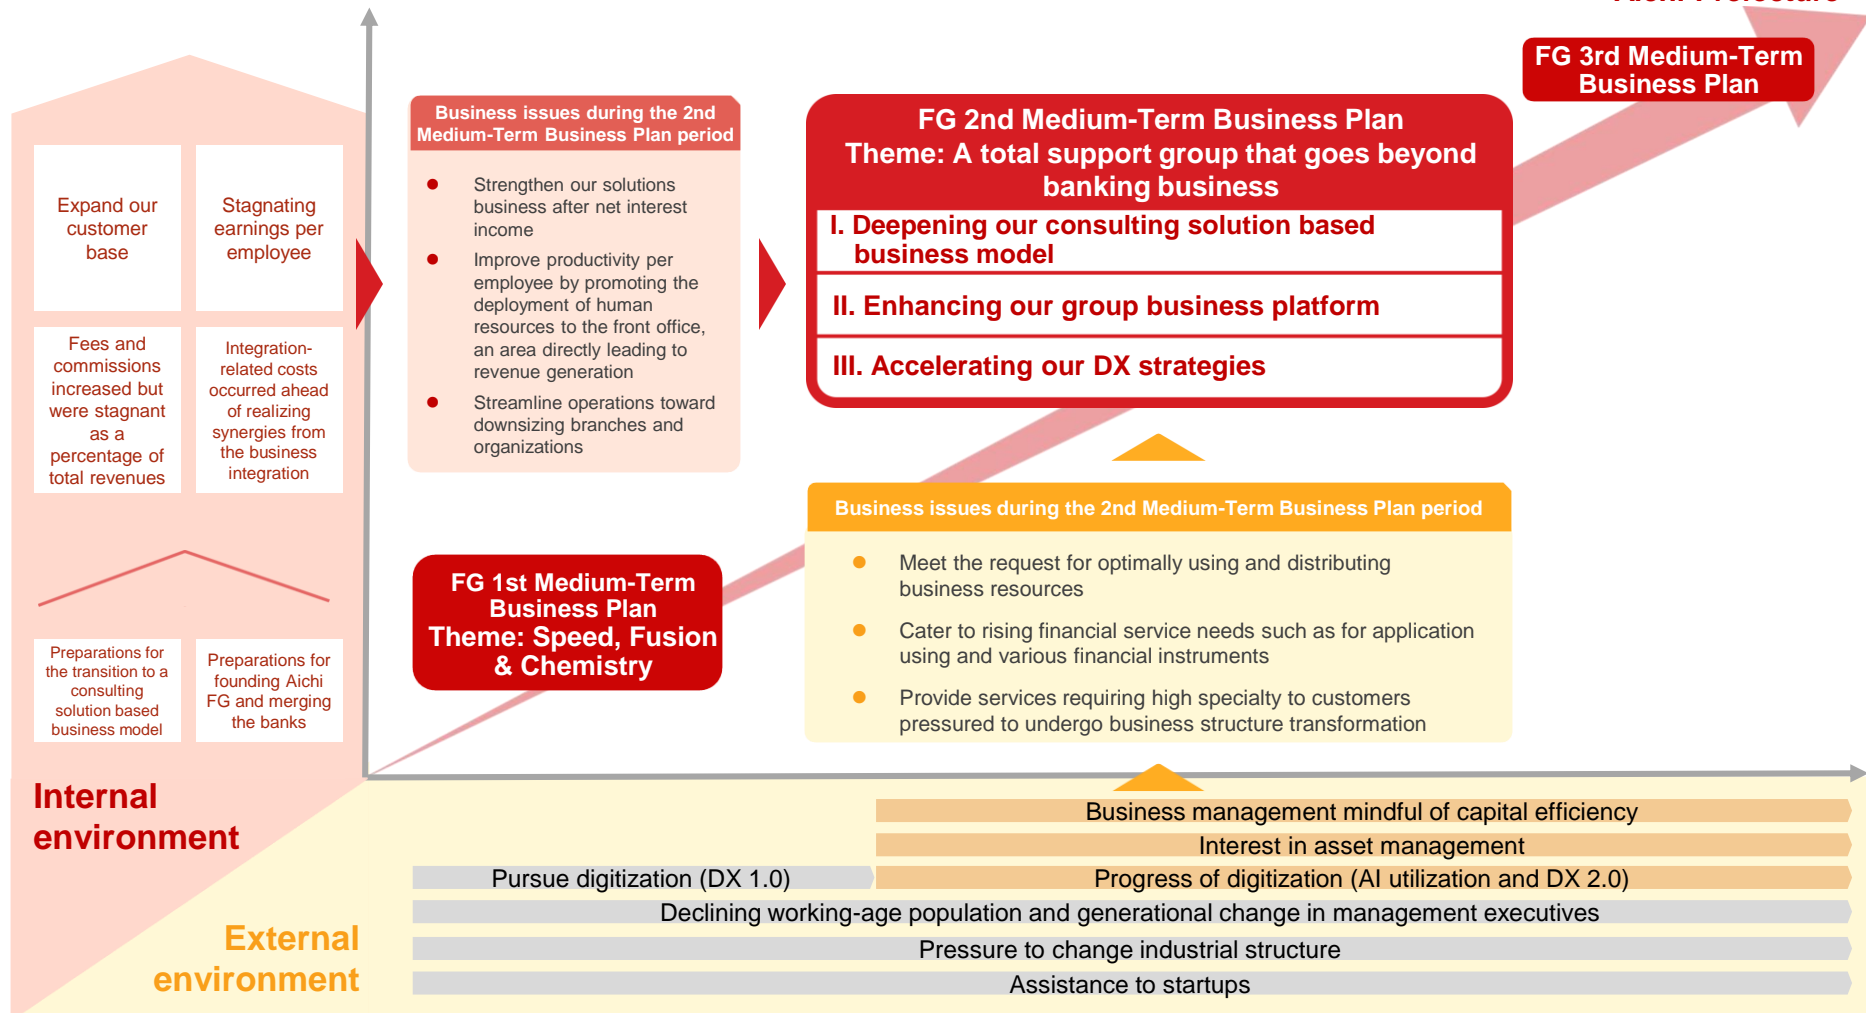 Aichi Prefecture
FG 3rd Medium-Term
Business Plan
Business issues during the 2nd
Medium-Term Business Plan period
Strengthen our solutions
business after net interest
income
Improve productivity per
employee by promoting the
deployment of human
resources to the front office,
an area directly leading to
revenue generation
Streamline operations toward
downsizing branches and
organizations
FG 2nd Medium-Term Business Plan
Theme: A total support group that goes beyond
banking business
I. Deepening our consulting solution based
business model
II. Enhancing our group business platform
III. Accelerating our DX strategies
Expand our
customer
base
Stagnating
earnings per
employee
Fees and
commissions
increased but
were stagnant
as a
percentage of
total revenues
Integration-
related costs
occurred ahead
of realizing
synergies from
the business
integration
Business issues during the 2nd Medium-Term Business Plan period
Meet the request for optimally using and distributing
business resources
Cater to rising financial service needs such as for application
using and various financial instruments
Provide services requiring high specialty to customers
pressured to undergo business structure transformation
FG 1st Medium-Term
Business Plan
Theme: Speed, Fusion
& Chemistry
Preparations for
the transition to a
consulting
solution based
business model
Preparations for
founding Aichi
FG and merging
the banks
Internal
environment
Business management mindful of capital efficiency
Interest in asset management
Pursue digitization (DX 1.0)
Progress of digitization (AI utilization and DX 2.0)
Declining working-age population and generational change in management executives
Pressure to change industrial structure
Assistance to startups
External
environment